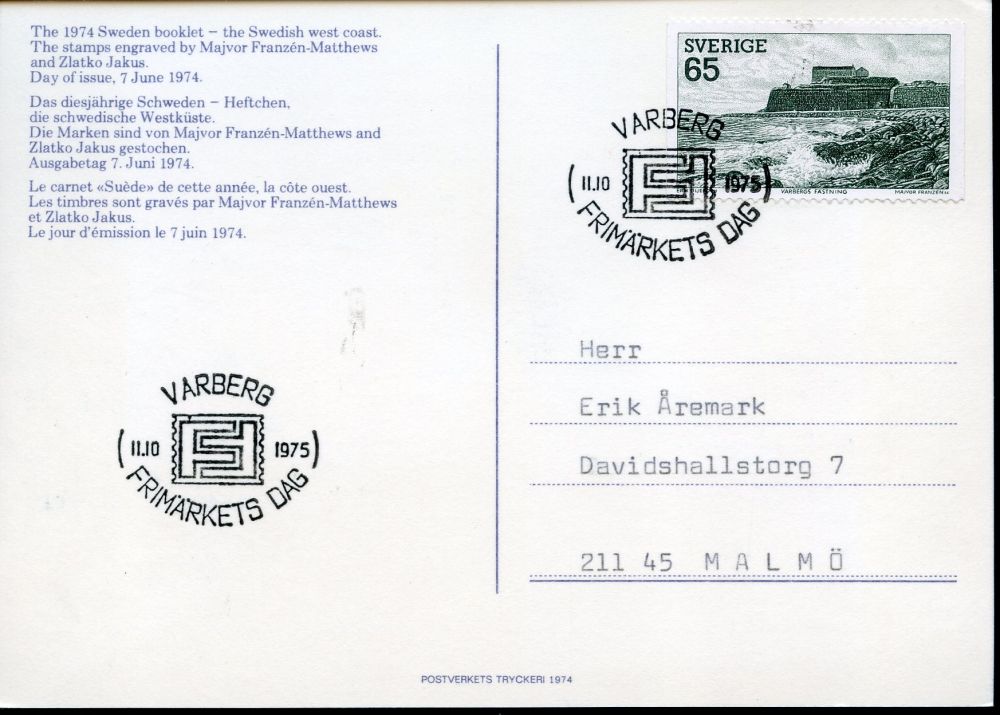 The 1974 Sweden booklet – the Swedish west coast.
The stamps engraved by Majvor Franzén-Matthews
and Zlatko Jakus.
Day of issue, 7 June 1974.
Das diesjährige Schweden – Heftchen,
die schwedische Westküste.
Die Marken sind von Majvor Franzén-Matthews and
Zlatko Jakus gestochen.
Ausgabetag 7. Juni 1974.
Le carnet «Suède» de cette année, la côte ouest.
Les timbres sont gravés par Majvor Franzén-Matthews
et Zlatko Jakus.
Le jour d'émission le 7 juin 1974.
SVERIGE
65
VARBERGS FÄSTNING
MAJVOR FRANZÉN
VARBERG
11.10 1975
FRIMÄRKETS DAG
Herr
Erik Åremark
Davidshallstorg 7
211 45 M A L M Ö
VARBERG
11.10 1975
FRIMÄRKETS DAG
POSTVERKETS TRYCKERI 1974